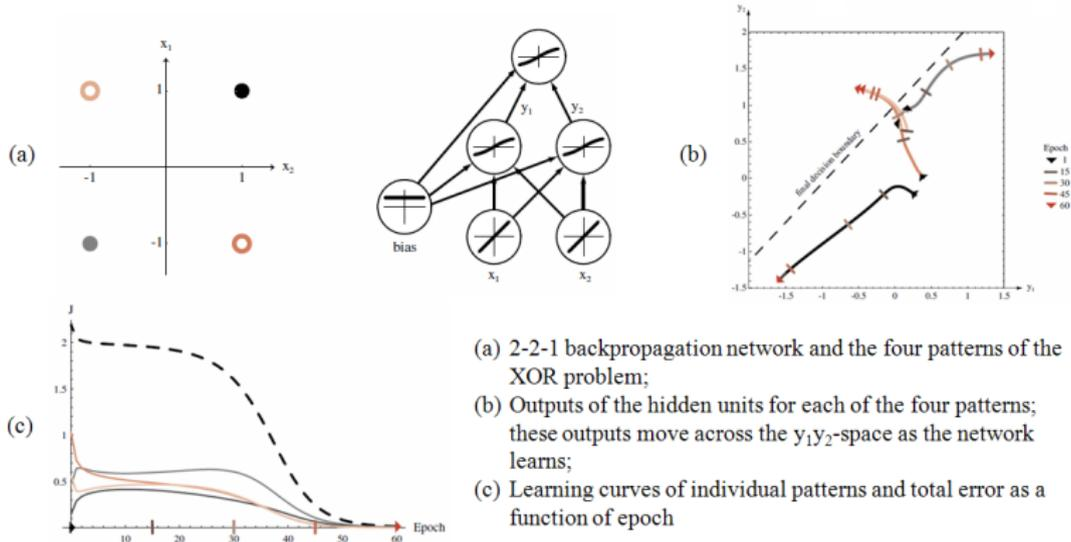 (a)
x₁
1
-1
1
x₂
-1
y₁
y₂
bias
x₁
x₂
(b)
y₂
2
1.5
1
0.5
0
-0.5
-1
-1.5
-1.5 -1 -0.5 0 0.5 1 1.5
y₁
final decision boundary
Epoch
1
15
30
45
60
(c)
J
2
1.5
1
0.5
10 20 30 40 50 60
Epoch
(a) 2-2-1 backpropagation network and the four patterns of the
XOR problem;
(b) Outputs of the hidden units for each of the four patterns;
these outputs move across the y₁y₂-space as the network
learns;
(c) Learning curves of individual patterns and total error as a
function of epoch